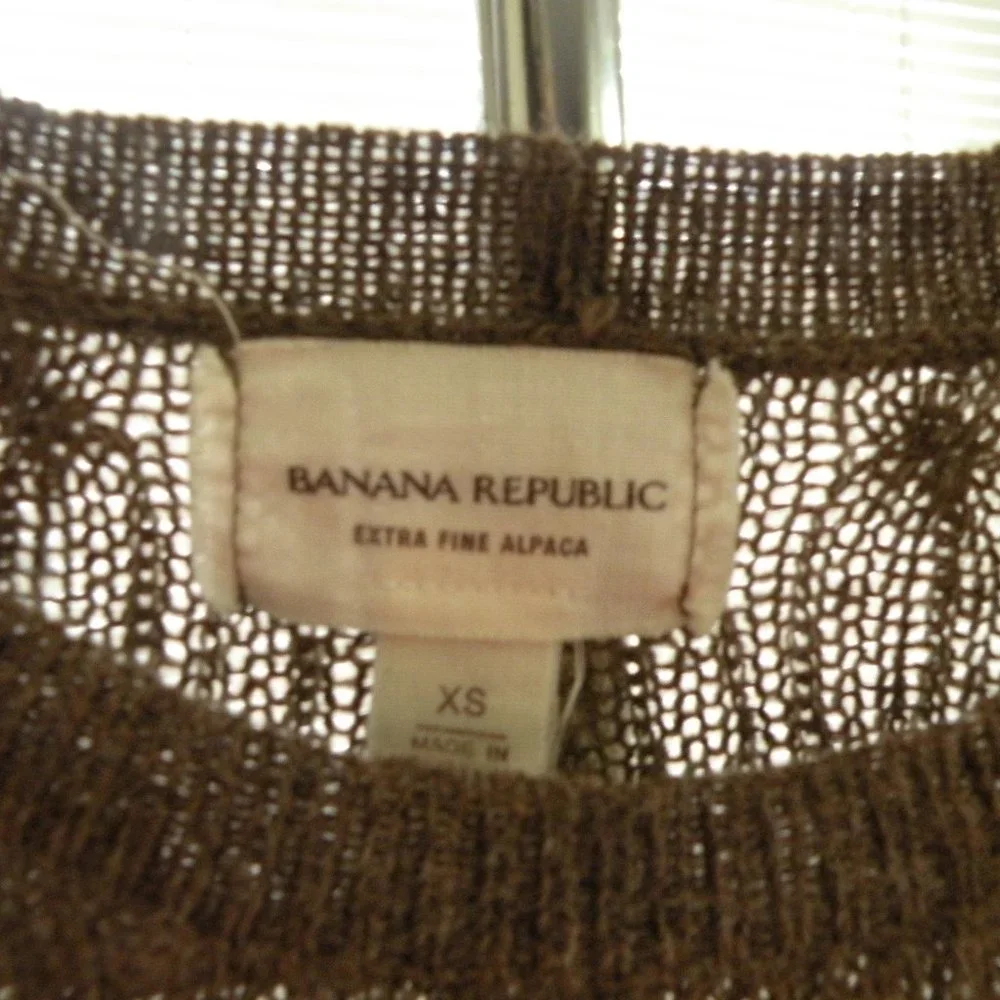 BANANA REPUBLIC
EXTRA FINE ALPACA
XS
MADE IN